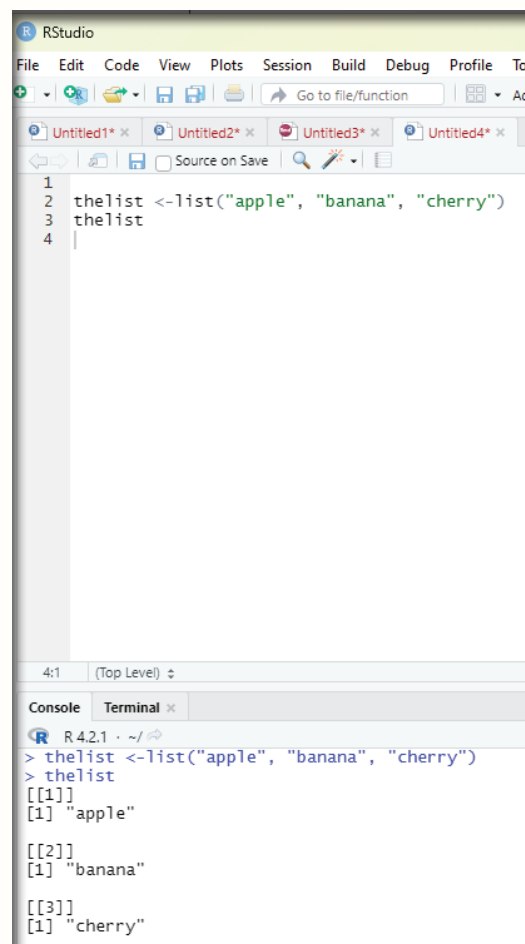 RStudio
File Edit Code View Plots Session Build Debug Profile To
Go to file/function
Untitled1* × Untitled2* × Untitled3* × Untitled4* ×
Source on Save
1
2 thelist <-list("apple", "banana", "cherry")
3 thelist
4
4:1 (Top Level)
Console Terminal ×
R 4.2.1 · ~/
> thelist <-list("apple", "banana", "cherry")
> thelist
[[1]]
[1] "apple"
[[2]]
[1] "banana"
[[3]]
[1] "cherry"